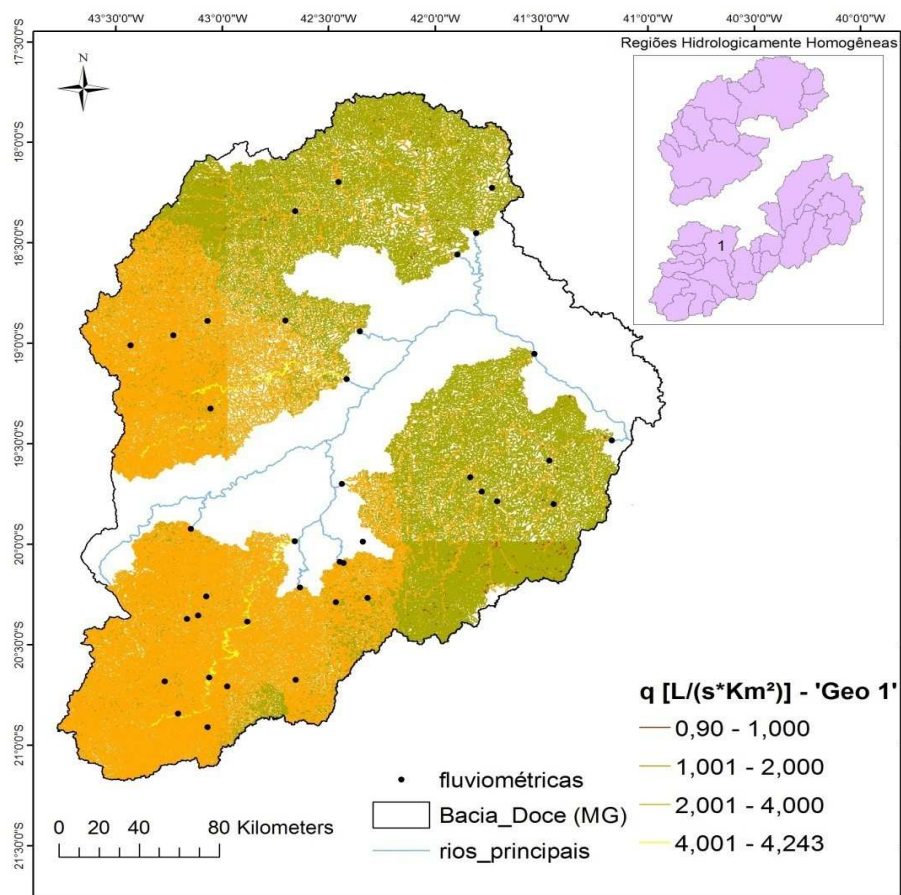 43°30'0"W 43°0'0"W 42°30'0"W 42°0'0"W 41°30'0"W 41°0'0"W 40°30'0"W 40°0'0"W
17°30'0"S
18°0'0"S
18°30'0"S
19°0'0"S
19°30'0"S
20°0'0"S
20°30'0"S
21°0'0"S
21°30'0"S
N
Regiões Hidrologicamente Homogêneas
1
q [L/(s*Km²)] - 'Geo 1'
0,90 - 1,000
1,001 - 2,000
2,001 - 4,000
4,001 - 4,243
fluviométricas
Bacia_Doce (MG)
rios_principais
0 20 40 80 Kilometers